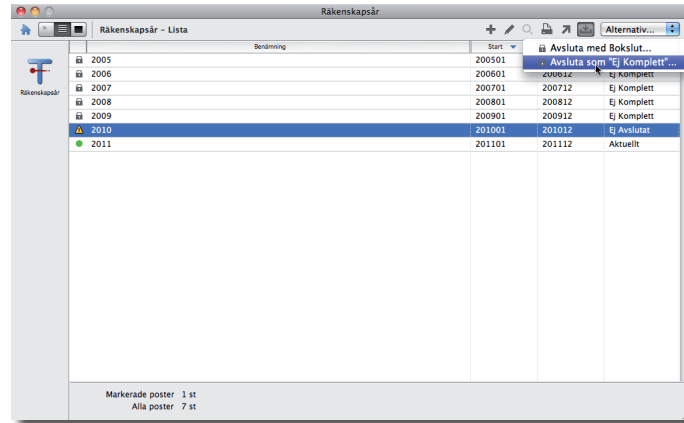 Räkenskapsår
Räkenskapsår – Lista
Alternativ...
Avsluta med Bokslut...
Avsluta som "Ej Komplett"...
Räkenskapsår
Benämning Start
2005 200501
2006 200601 200612 Ej Komplett
2007 200701 200712 Ej Komplett
2008 200801 200812 Ej Komplett
2009 200901 200912 Ej Komplett
2010 201001 201012 Ej Avslutat
2011 201101 201112 Aktuellt
Markerade poster 1 st
Alla poster 7 st